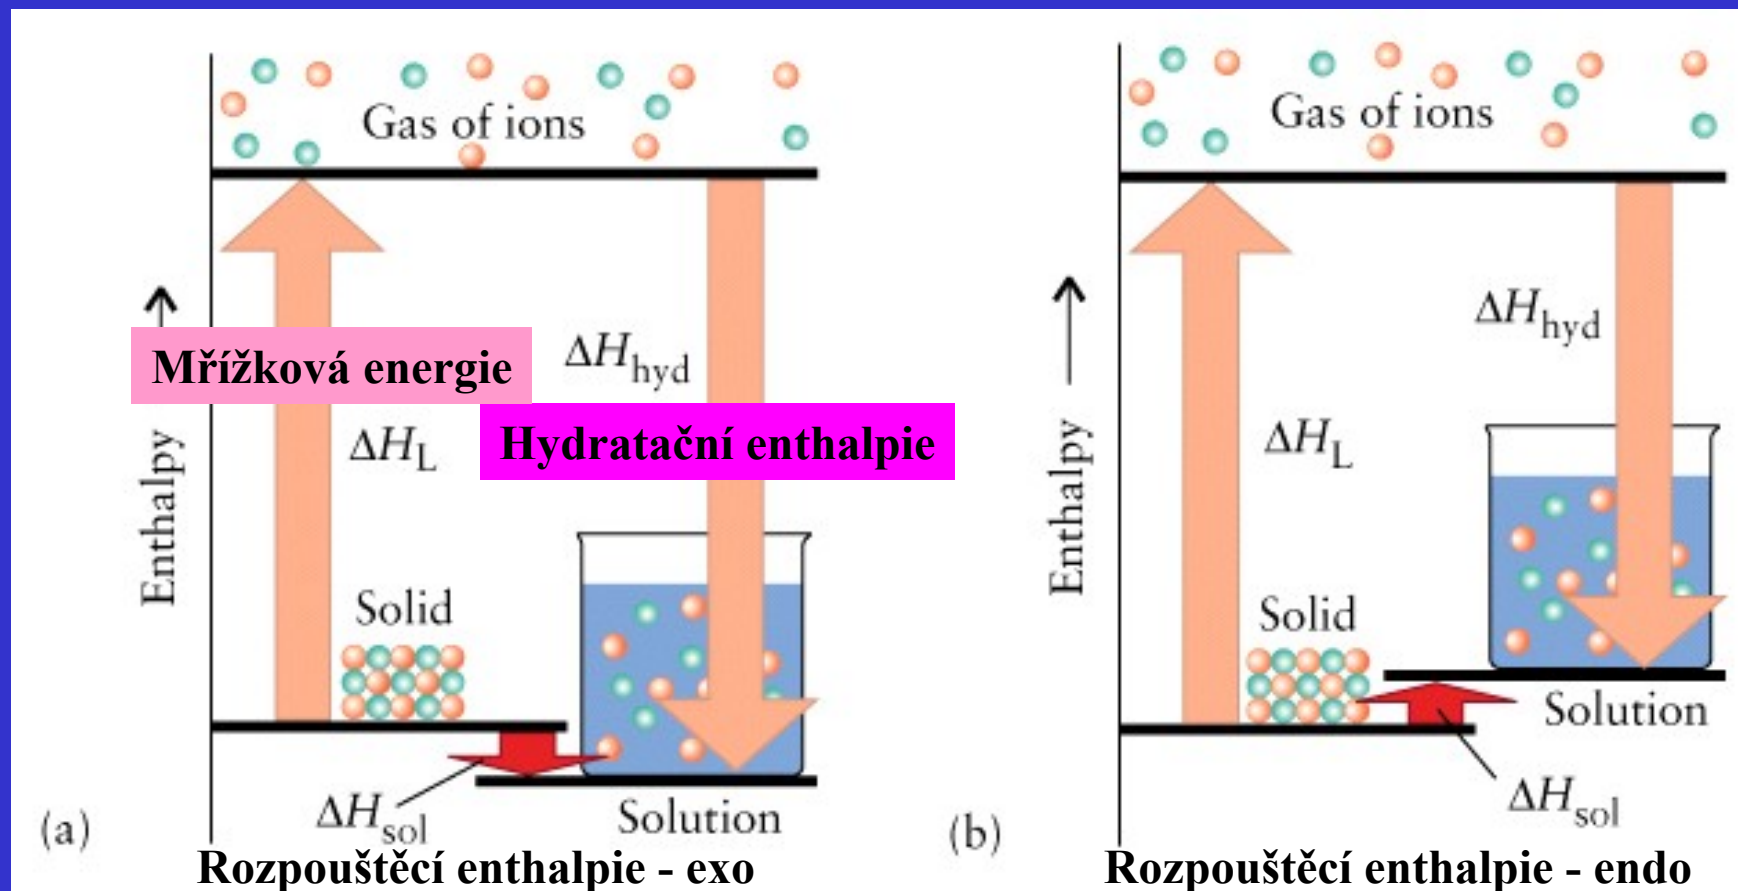 Gas of ions
Enthalpy
Mřížková energie
ΔHhyd
Hydratační enthalpie
ΔHL
Solid
ΔHsol
Solution
(a)
Rozpouštěcí enthalpie - exo
Gas of ions
Enthalpy
ΔHhyd
ΔHL
Solid
Solution
ΔHsol
(b)
Rozpouštěcí enthalpie - endo